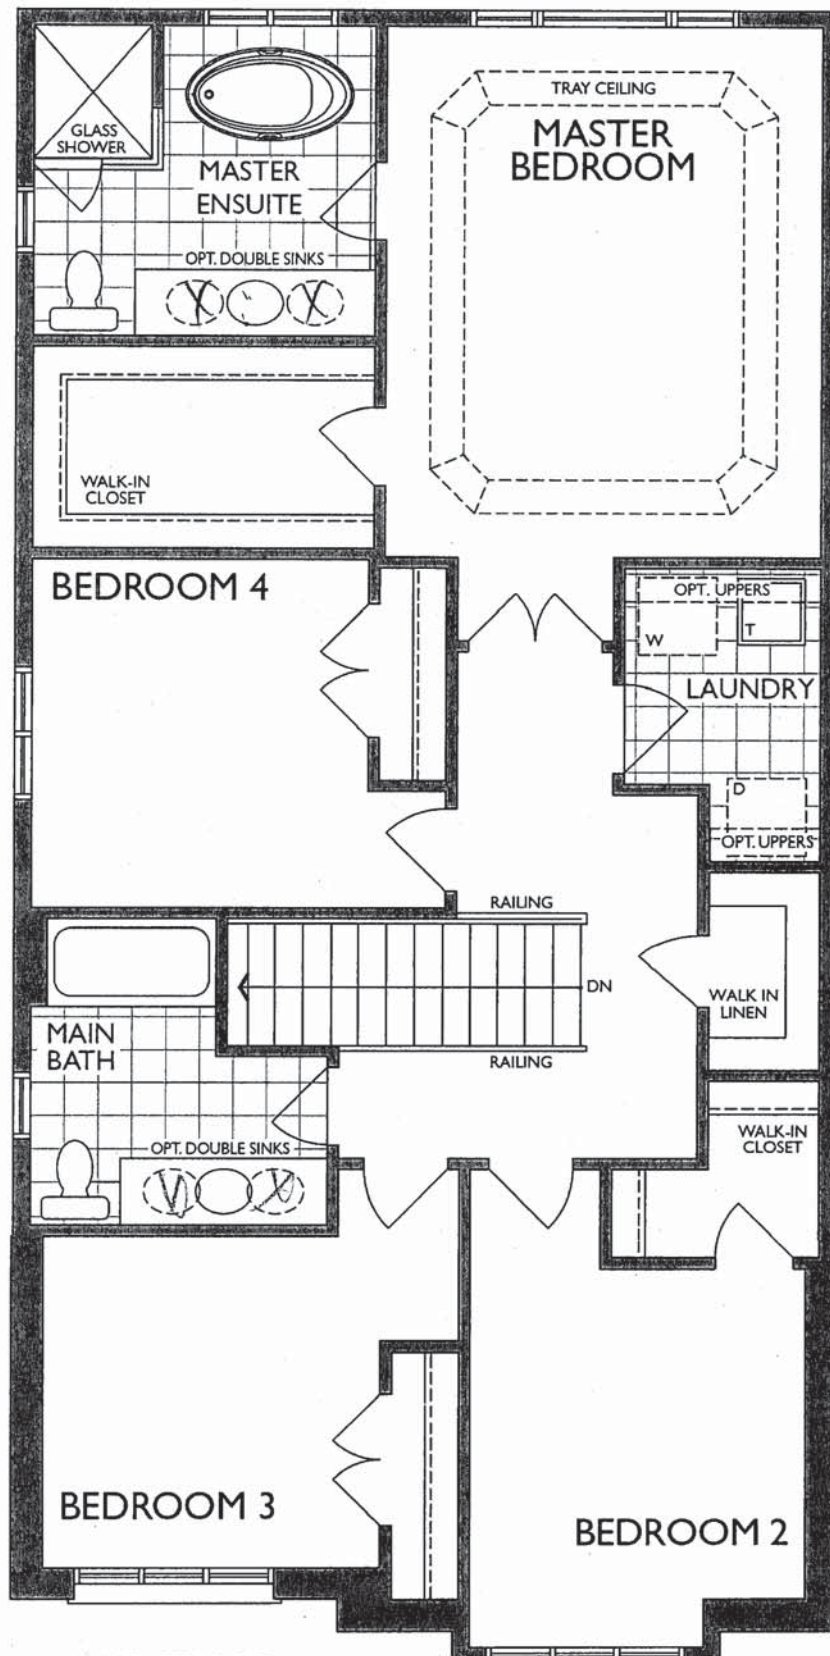 TRAY CEILING
MASTER
BEDROOM
GLASS
SHOWER
MASTER
ENSUITE
OPT. DOUBLE SINKS
WALK-IN
CLOSET
BEDROOM 4
OPT. UPPERS
W
T
LAUNDRY
D
OPT. UPPERS
RAILING
DN
WALK IN
LINEN
MAIN
BATH
RAILING
OPT. DOUBLE SINKS
WALK-IN
CLOSET
BEDROOM 3
BEDROOM 2